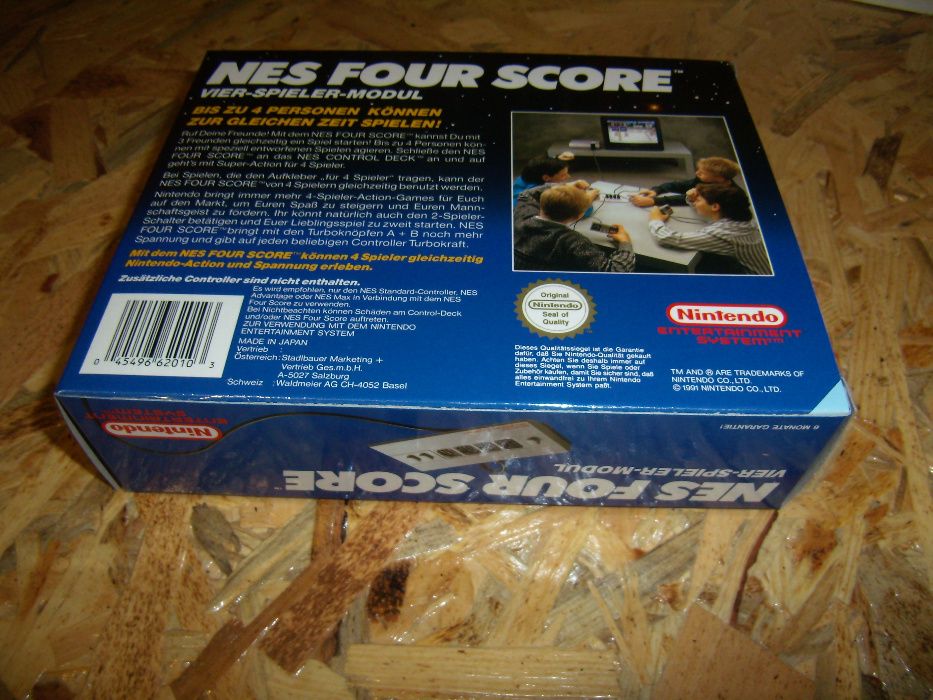 NES FOUR SCORE™
VIER-SPIELER-MODUL
BIS ZU 4 PERSONEN KÖNNEN
ZUR GLEICHEN ZEIT SPIELEN!
Ruf Deine Freunde! Mit dem NES FOUR SCORE™ kannst Du mit
3 Freunden gleichzeitig ein Spiel starten! Bis zu 4 Personen kön-
nen mit speziell entworfenen Spielen agieren. Schließe den NES
FOUR SCORE™ an das NES CONTROL DECK™ an und auf
geht's mit Super-Action für 4 Spieler.
Bei Spielen, die den Aufkleber „für 4 Spieler" tragen, kann der
NES FOUR SCORE™ von 4 Spielern gleichzeitig benutzt werden.
Nintendo bringt immer mehr 4-Spieler-Action-Games für Euch
auf den Markt, um Euren Spaß zu steigern und Euren Mann-
schaftsgeist zu fordern. Ihr könnt natürlich auch den 2-Spieler-
Schalter betätigen und Euer Lieblingsspiel zu zweit starten. NES
FOUR SCORE™ bringt mit den Turboknöpfen A + B noch mehr
Spannung und gibt auf jeden beliebigen Controller Turbokraft.
Mit dem NES FOUR SCORE™ können 4 Spieler gleichzeitig
Nintendo-Action und Spannung erleben.
Zusätzliche Controller sind nicht enthalten.
Es wird empfohlen, nur den NES Standard-Controller, NES
Advantage oder NES Max in Verbindung mit dem NES
Four Score zu verwenden.
Bei Nichtbeachten können Schäden am Control-Deck
und/oder NES Four Score auftreten.
ZUR VERWENDUNG MIT DEM NINTENDO
ENTERTAINMENT SYSTEM
MADE IN JAPAN
Vertrieb :
Österreich: Stadlbauer Marketing +
Vertrieb Ges.m.b.H.
A-5027 Salzburg
Schweiz : Waldmeier AG CH-4052 Basel
0 45496 62010 3
Original
Nintendo
Seal of
Quality
Dieses Qualitätssiegel ist die Garantie
dafür, daß Sie Nintendo-Qualität gekauft
haben. Achten Sie deshalb immer auf
dieses Siegel, wenn Sie Spiele oder
Zubehör kaufen, damit Sie sicher sind, daß
alles einwandfrei zu Ihrem Nintendo
Entertainment System paßt.
Nintendo
ENTERTAINMENT
SYSTEM™
TM AND ® ARE TRADEMARKS OF
NINTENDO CO., LTD.
© 1991 NINTENDO CO., LTD.
6 MONATE GARANTIE!
NES FOUR SCORE™
VIER-SPIELER-MODUL
Nintendo
ENTERTAINMENT
SYSTEM™